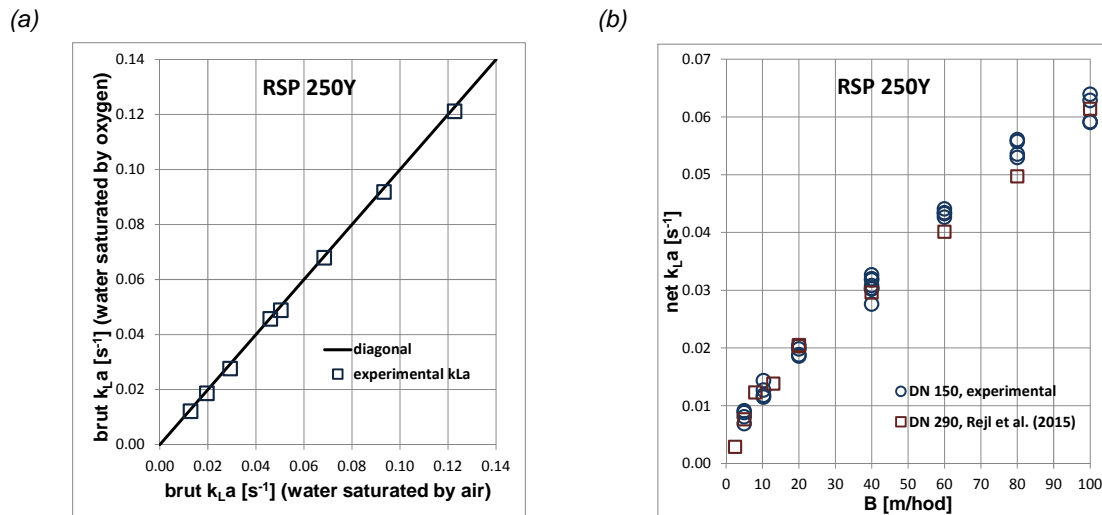 (a)
RSP 250Y
brut kLa [s-1] (water saturated by oxygen)
0.14
0.12
0.10
0.08
0.06
0.04
0.02
0.00
diagonal
experimental kLa
0.00 0.02 0.04 0.06 0.08 0.10 0.12 0.14
brut kLa [s-1] (water saturated by air)
(b)
RSP 250Y
net kLa [s-1]
0.07
0.06
0.05
0.04
0.03
0.02
0.01
0.00
DN 150, experimental
DN 290, Rejl et al. (2015)
0 10 20 30 40 50 60 70 80 90 100
B [m/hod]